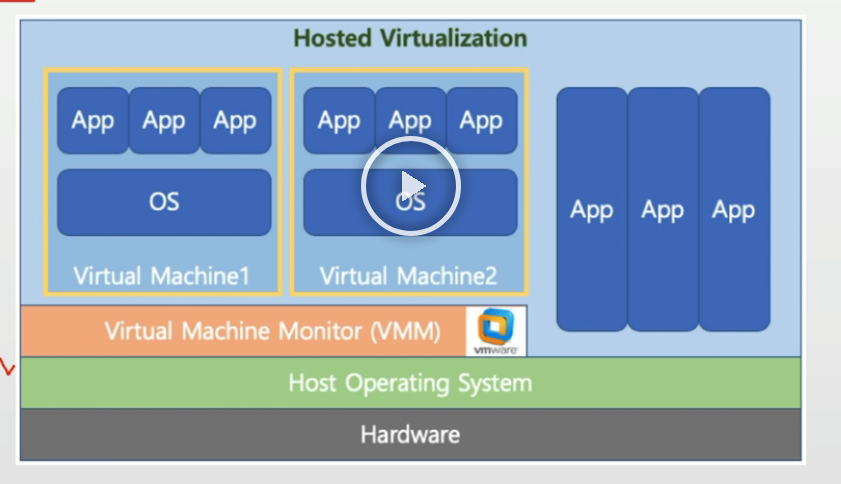 Hosted Virtualization
App App App
OS
Virtual Machine1
App App App
OS
Virtual Machine2
App App App
Virtual Machine Monitor (VMM)
vmware
Host Operating System
Hardware